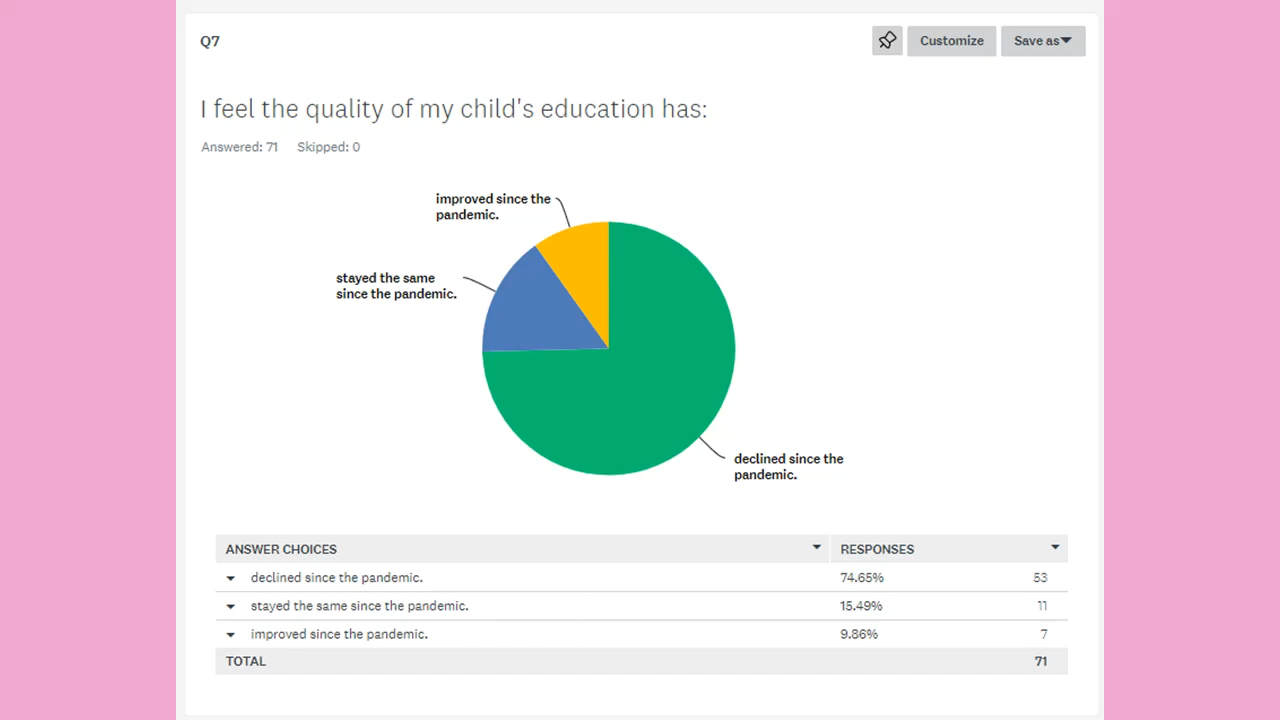 Q7
Customize
Save as
I feel the quality of my child's education has:
Answered: 71 Skipped: 0
improved since the
pandemic.
stayed the same
since the pandemic.
declined since the
pandemic.
ANSWER CHOICES RESPONSES
declined since the pandemic. 74.65% 53
stayed the same since the pandemic. 15.49% 11
improved since the pandemic. 9.86% 7
TOTAL 71